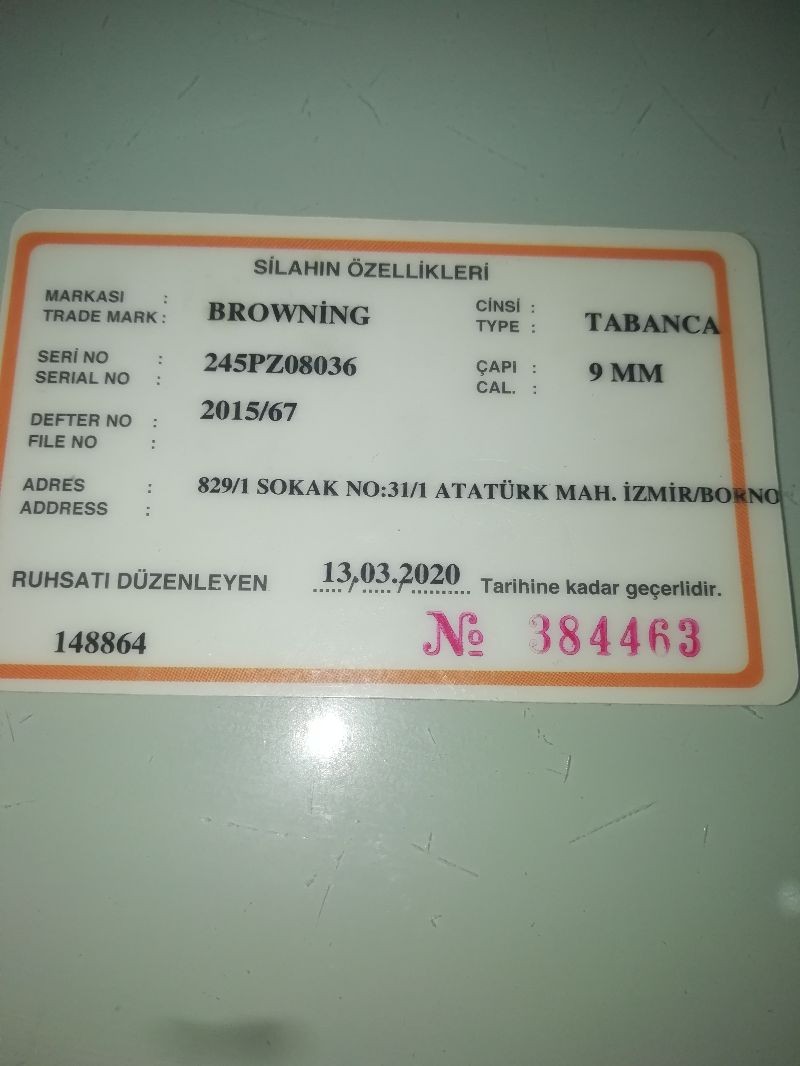 SİLAHIN ÖZELLİKLERİ
MARKASI : BROWNİNG CİNSİ : TABANCA
TRADE MARK : TYPE :
SERİ NO : 245PZ08036 ÇAPI : 9 MM
SERIAL NO : CAL. :
DEFTER NO : 2015/67
FILE NO :
ADRES : 829/1 SOKAK NO:31/1 ATATÜRK MAH. İZMİR/BORNO
ADDRESS :
RUHSATI DÜZENLEYEN 13.03.2020 Tarihine kadar geçerlidir.
148864 № 384463